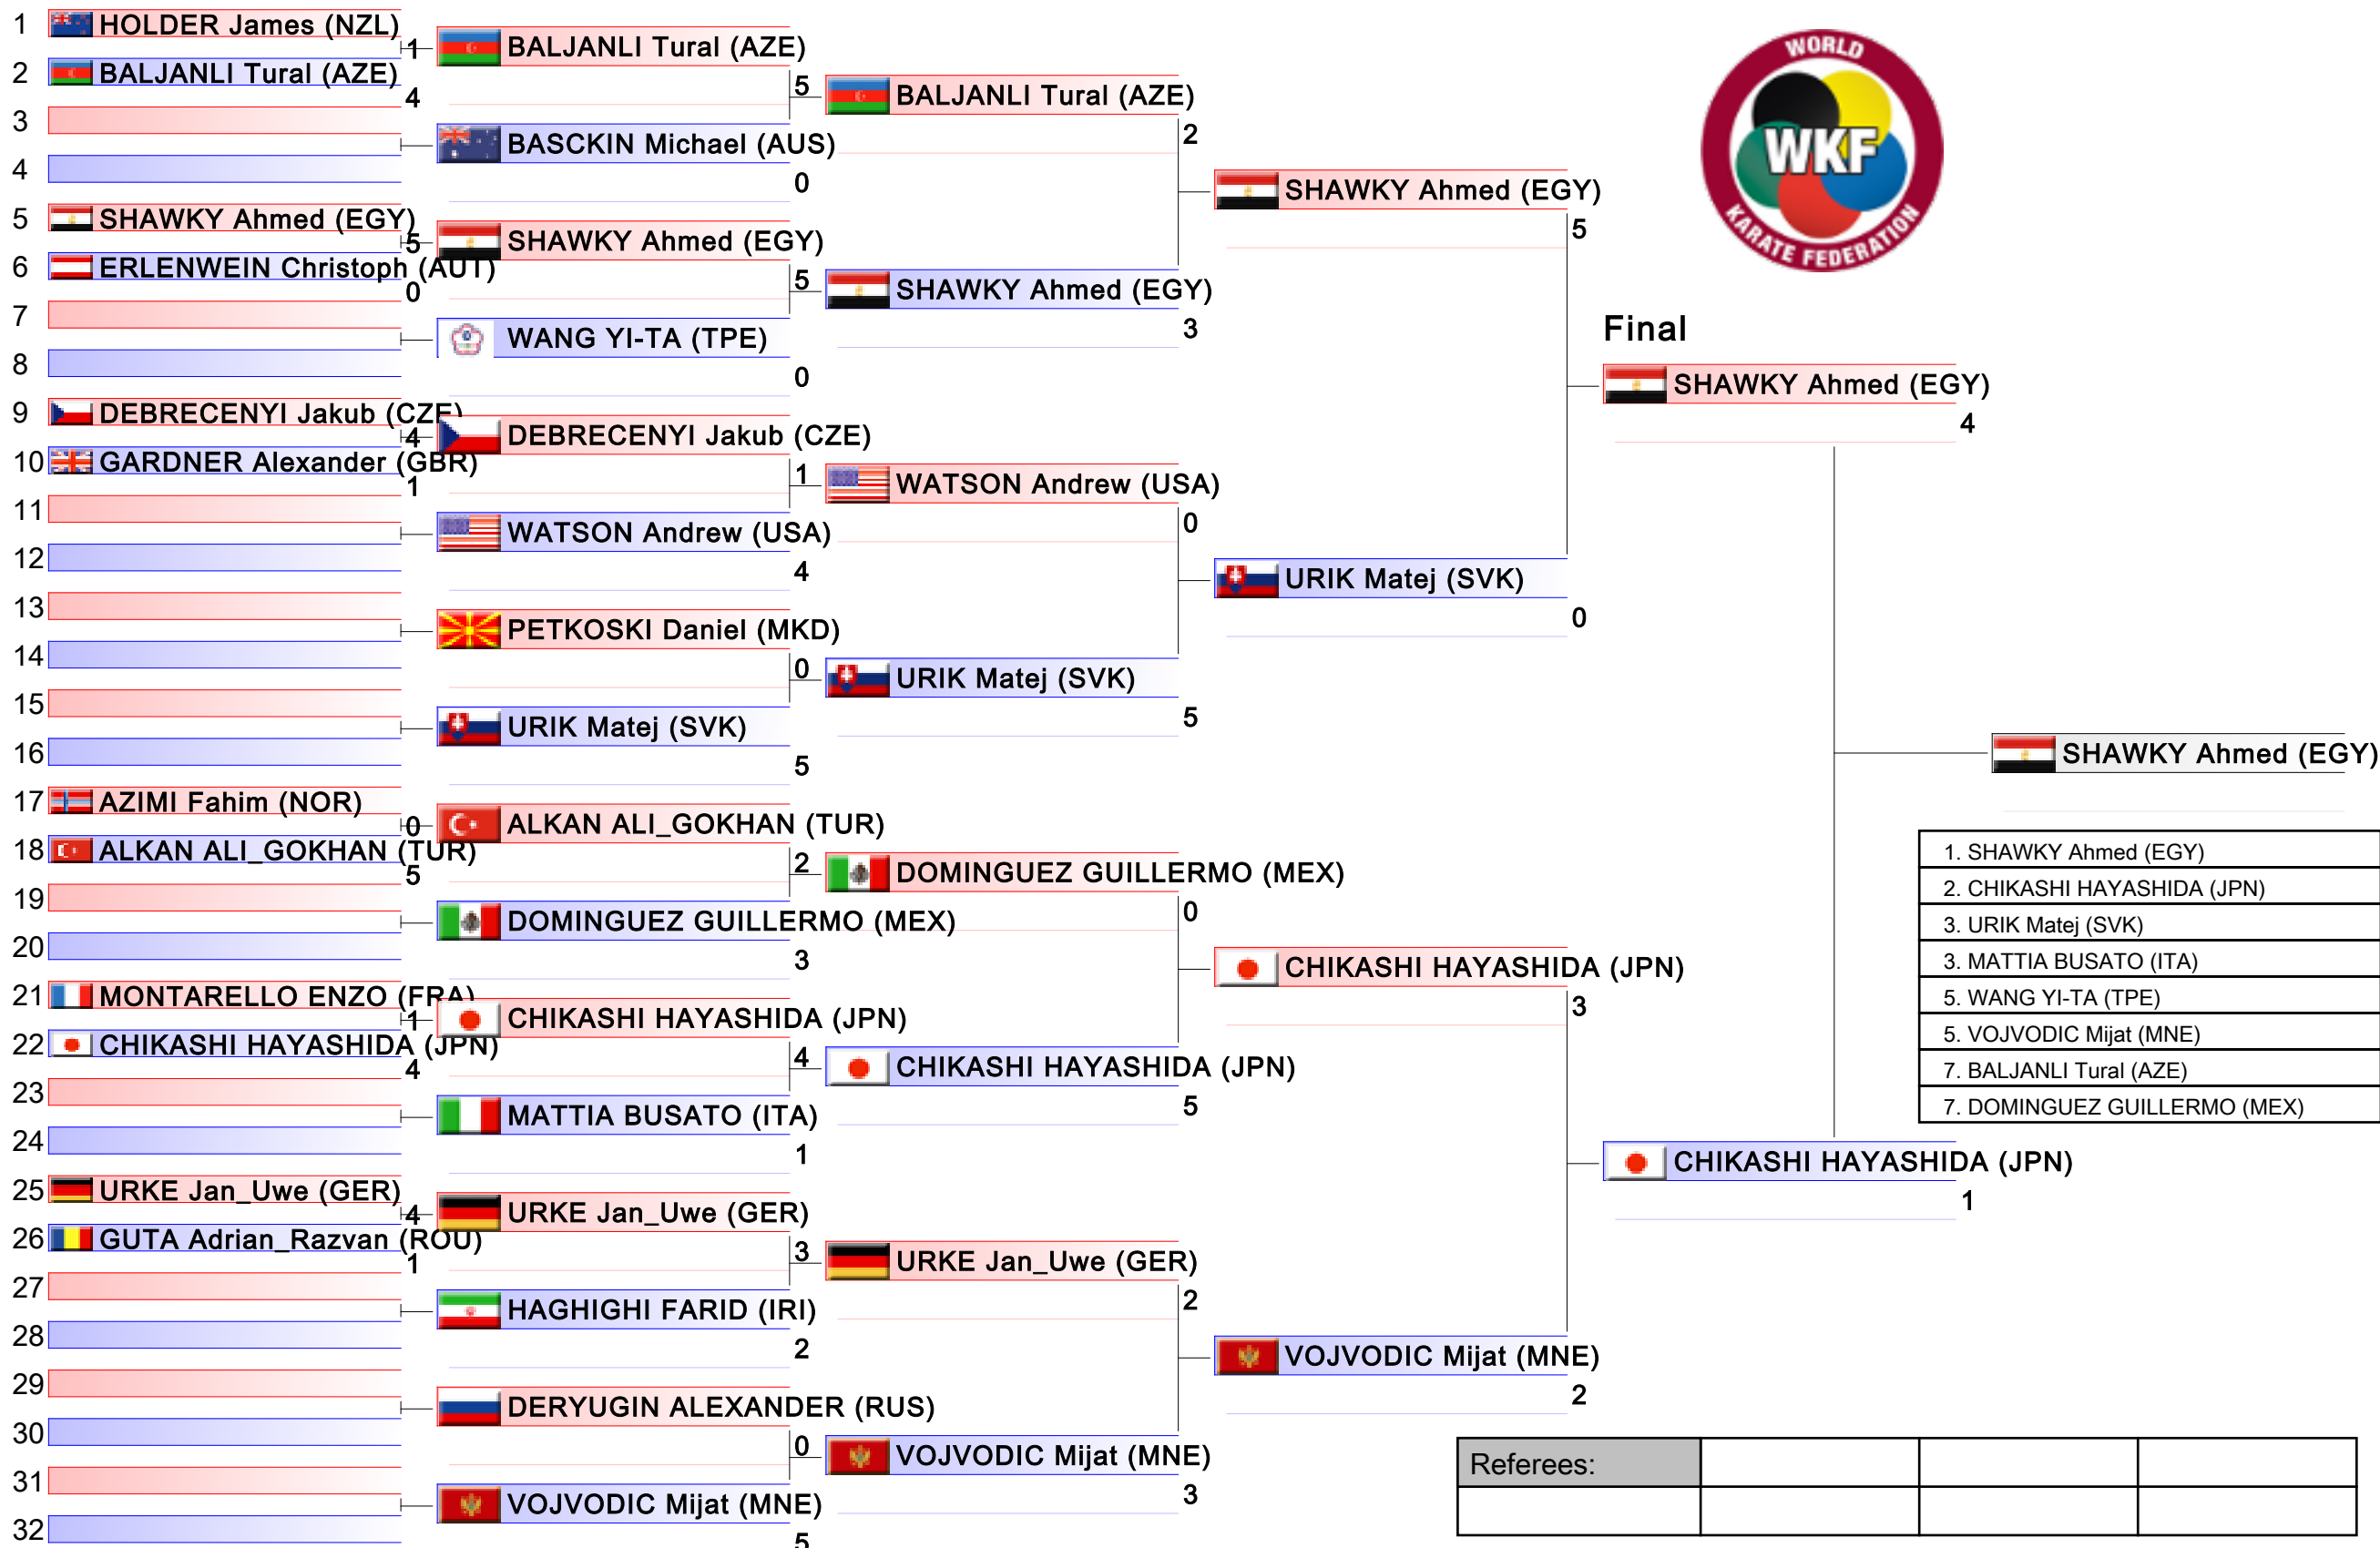 1 HOLDER James (NZL)
1
2 BALJANLI Tural (AZE)
4
3
4
5 SHAWKY Ahmed (EGY)
5
6 ERLENWEIN Christoph (AUT)
0
7
8
9 DEBRECENYI Jakub (CZE)
4
10 GARDNER Alexander (GBR)
1
11
12
13
14
15
16
17 AZIMI Fahim (NOR)
0
18 ALKAN ALI_GOKHAN (TUR)
5
19
20
21 MONTARELLO ENZO (FRA)
1
22 CHIKASHI HAYASHIDA (JPN)
4
23
24
25 URKE Jan_Uwe (GER)
4
26 GUTA Adrian_Razvan (ROU)
1
27
28
29
30
31
32
BALJANLI Tural (AZE)
5
BASCKIN Michael (AUS)
0
SHAWKY Ahmed (EGY)
5
WANG YI-TA (TPE)
0
DEBRECENYI Jakub (CZE)
1
WATSON Andrew (USA)
4
PETKOSKI Daniel (MKD)
0
URIK Matej (SVK)
5
ALKAN ALI_GOKHAN (TUR)
2
DOMINGUEZ GUILLERMO (MEX)
3
CHIKASHI HAYASHIDA (JPN)
4
MATTIA BUSATO (ITA)
1
URKE Jan_Uwe (GER)
3
HAGHIGHI FARID (IRI)
2
DERYUGIN ALEXANDER (RUS)
0
VOJVODIC Mijat (MNE)
5
BALJANLI Tural (AZE)
2
SHAWKY Ahmed (EGY)
3
WATSON Andrew (USA)
0
URIK Matej (SVK)
5
DOMINGUEZ GUILLERMO (MEX)
0
CHIKASHI HAYASHIDA (JPN)
5
URKE Jan_Uwe (GER)
2
VOJVODIC Mijat (MNE)
3
SHAWKY Ahmed (EGY)
5
URIK Matej (SVK)
0
CHIKASHI HAYASHIDA (JPN)
3
VOJVODIC Mijat (MNE)
2
WORLD
WKF
KARATE FEDERATION
Final
SHAWKY Ahmed (EGY)
4
CHIKASHI HAYASHIDA (JPN)
1
SHAWKY Ahmed (EGY)
1. SHAWKY Ahmed (EGY)
2. CHIKASHI HAYASHIDA (JPN)
3. URIK Matej (SVK)
3. MATTIA BUSATO (ITA)
5. WANG YI-TA (TPE)
5. VOJVODIC Mijat (MNE)
7. BALJANLI Tural (AZE)
7. DOMINGUEZ GUILLERMO (MEX)
Referees: